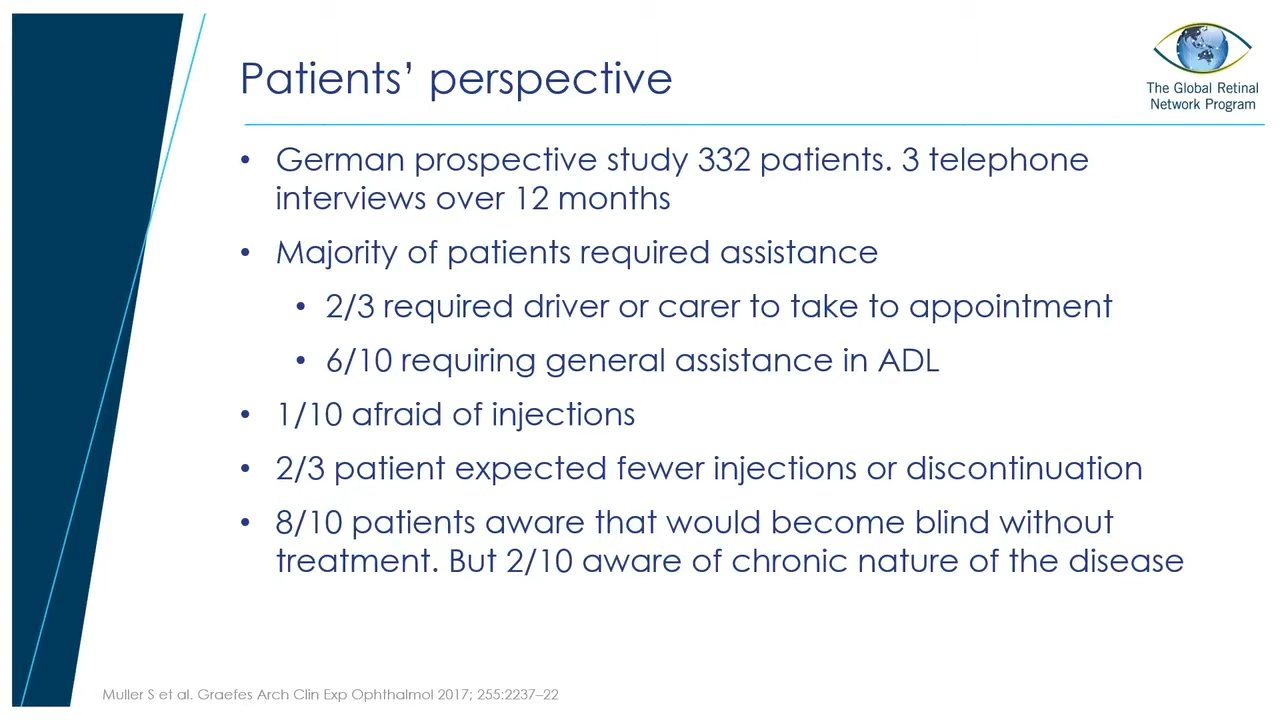 Patients’ perspective
The Global Retinal
Network Program
• German prospective study 332 patients. 3 telephone
interviews over 12 months
• Majority of patients required assistance
• 2/3 required driver or carer to take to appointment
• 6/10 requiring general assistance in ADL
• 1/10 afraid of injections
• 2/3 patient expected fewer injections or discontinuation
• 8/10 patients aware that would become blind without
treatment. But 2/10 aware of chronic nature of the disease
Muller S et al. Graefes Arch Clin Exp Ophthalmol 2017; 255:2237–22